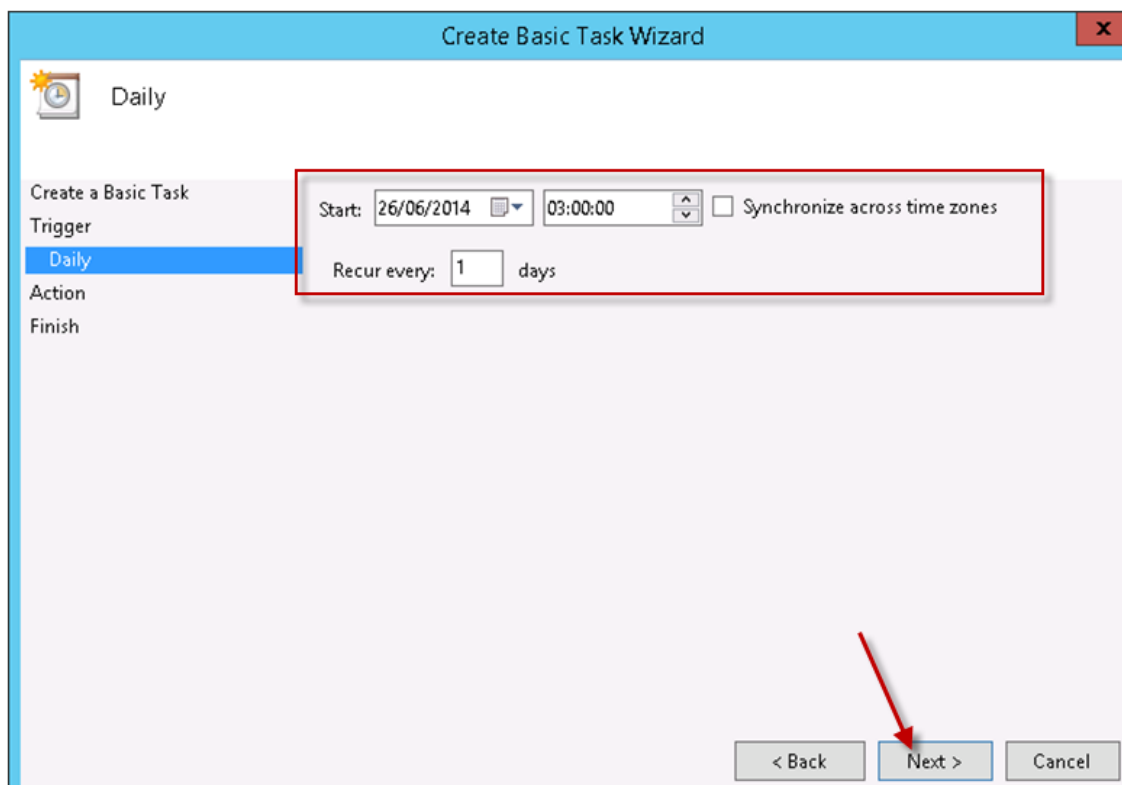 Create Basic Task Wizard
x
Daily
Create a Basic Task
Trigger
Daily
Action
Finish
Start: 26/06/2014 03:00:00 Synchronize across time zones
Recur every: 1 days
< Back Next > Cancel